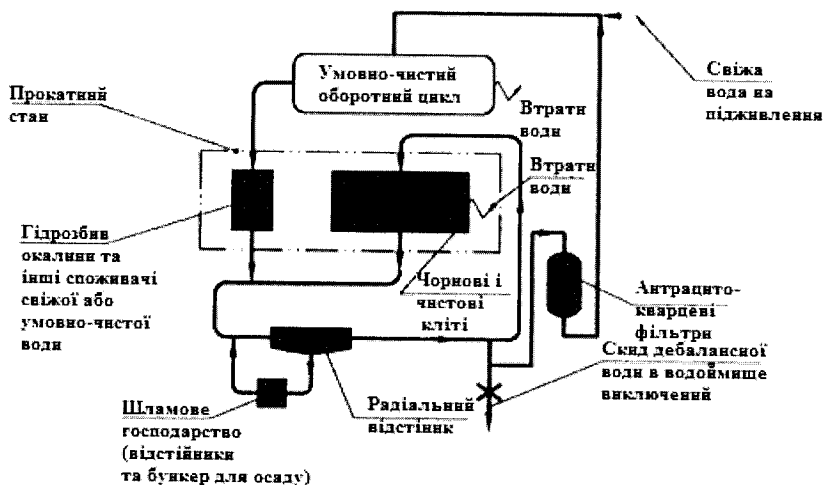 Умовно-чистий
оборотний цикл
Свіжа
вода на
підживлення
Прокатний
стан
Втрати
води
Втрати
води
Гідрозбив
окалини та
інші споживачі
свіжої або
умовно-чистої
води
Чорнові і
чистові
кліті
Антрацито-
кварцеві
фільтри
Скид дебалансної
води в водоймище
виключений
Шламове
господарство
(відстійники
та бункер для осаду)
Радіальний
відстіник